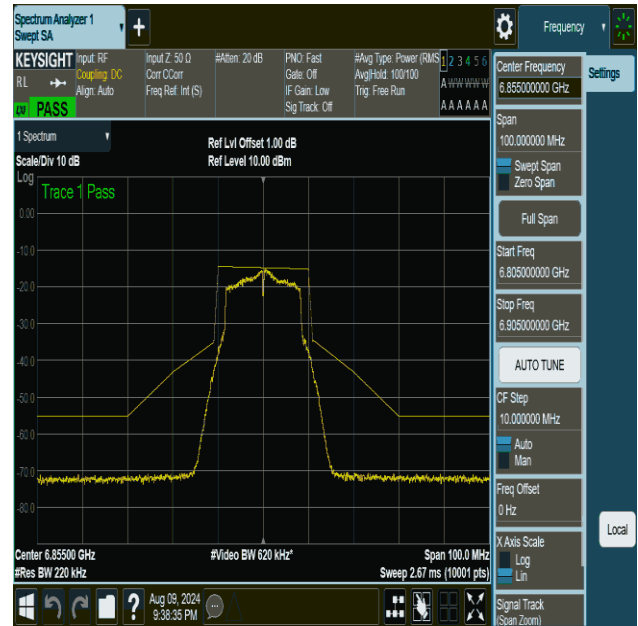 Spectrum Analyzer 1
Swept SA
Frequency
KEYSIGHT
RL
PASS
Input: RF
Coupling: DC
Align: Auto
Input Z: 50 Ω
Corr CCorr
Freq Ref: Int (S)
#Atten: 20 dB
PNO: Fast
Gate: Off
IF Gain: Low
Sig Track: Off
#Avg Type: Power (RMS
Avg|Hold: 100/100
Trig: Free Run
1 2 3 4 5 6
A W W W W W
A A A A A A
Settings
Center Frequency
6.855000000 GHz
Span
100.000000 MHz
Swept Span
Zero Span
Full Span
Start Freq
6.805000000 GHz
Stop Freq
6.905000000 GHz
AUTO TUNE
CF Step
10.000000 MHz
Auto
Man
Freq Offset
0 Hz
X Axis Scale
Log
Lin
Signal Track
(Span Zoom)
Local
1 Spectrum
Scale/Div 10 dB
Ref Lvl Offset 1.00 dB
Ref Level 10.00 dBm
Log
Trace 1 Pass
0.00
-10.0
-20.0
-30.0
-40.0
-50.0
-60.0
-70.0
-80.0
Center 6.85500 GHz
#Res BW 220 kHz
#Video BW 620 kHz*
Span 100.0 MHz
Sweep 2.67 ms (10001 pts)
?
Aug 09, 2024
9:38:35 PM